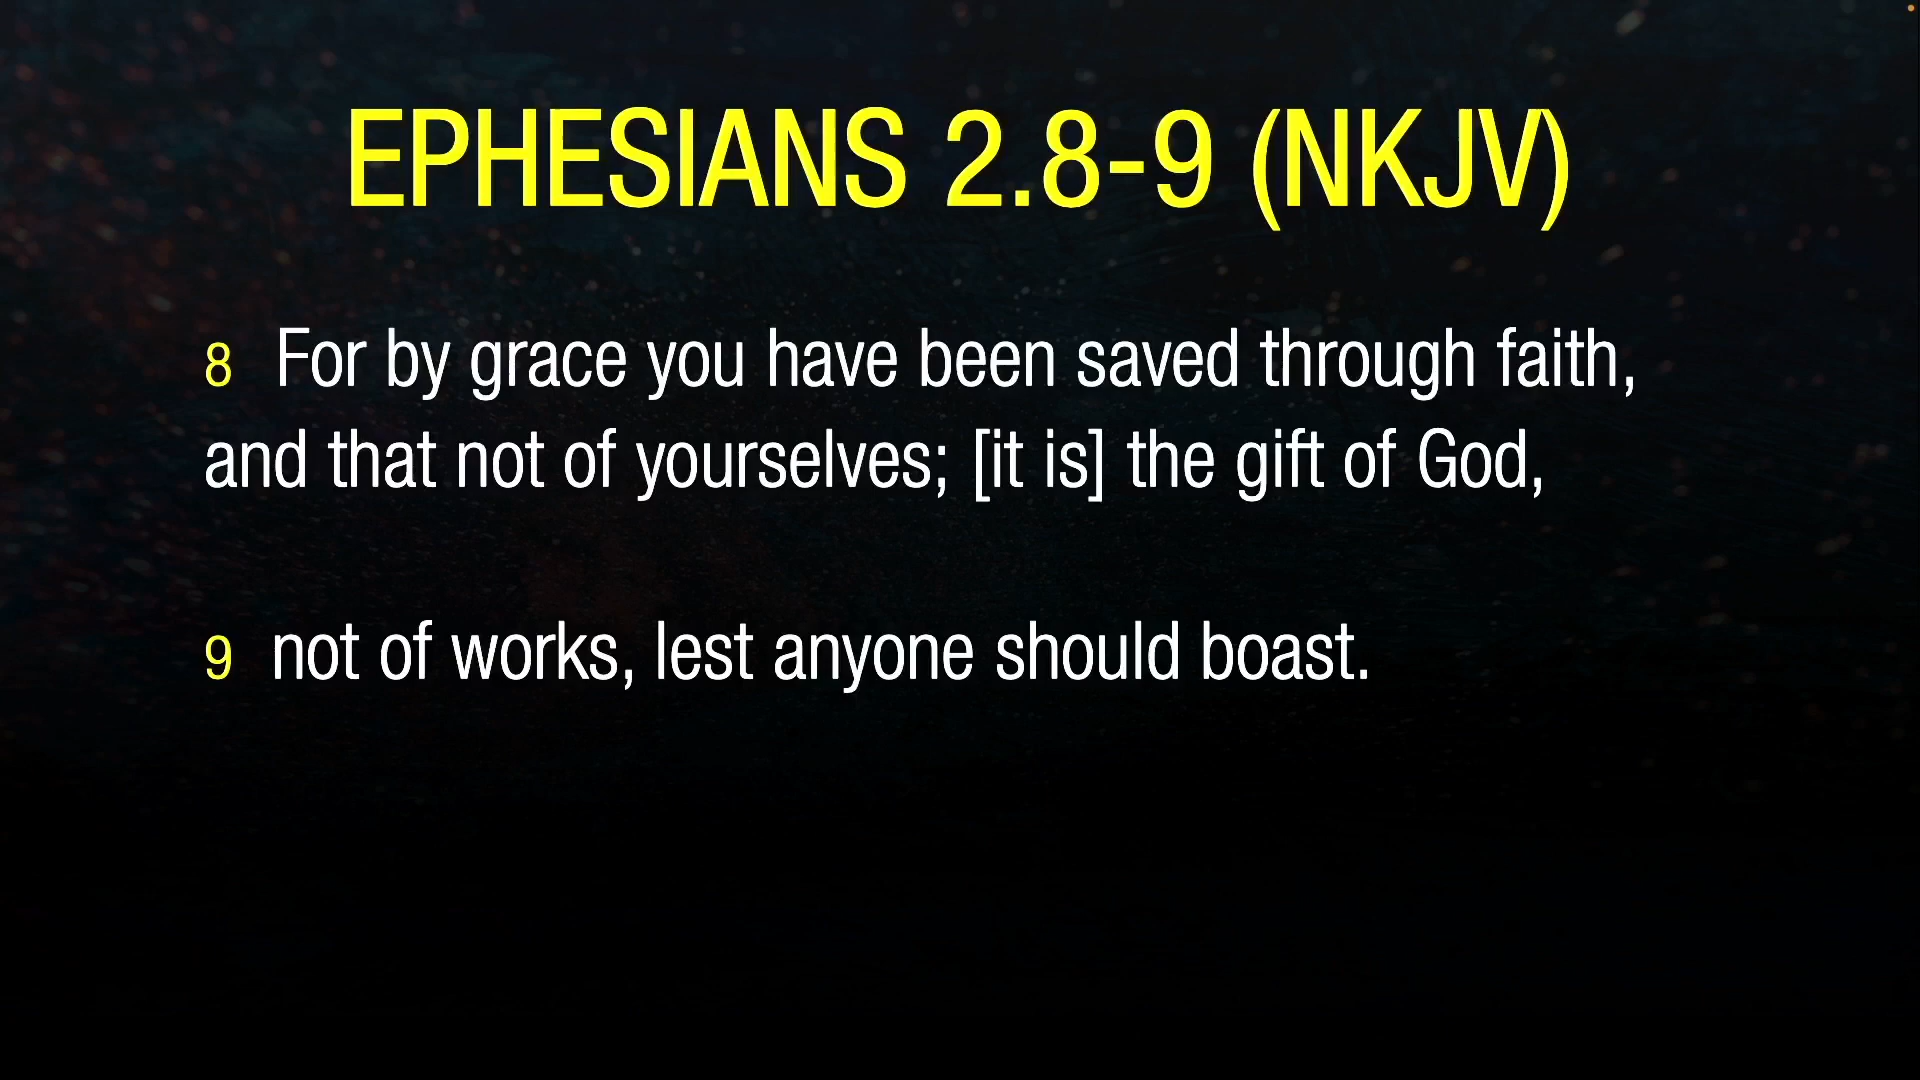 EPHESIANS 2.8-9 (NKJV)
8 For by grace you have been saved through faith,
and that not of yourselves; [it is] the gift of God,
9 not of works, lest anyone should boast.